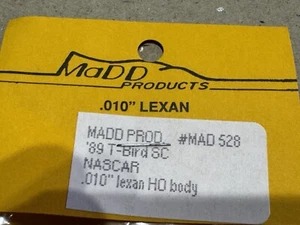 MaDD
PRODUCTS
.010" LEXAN
MADD PROD. #MAD 528
'89 T-Bird SC
NASCAR
.010" lexan HO body